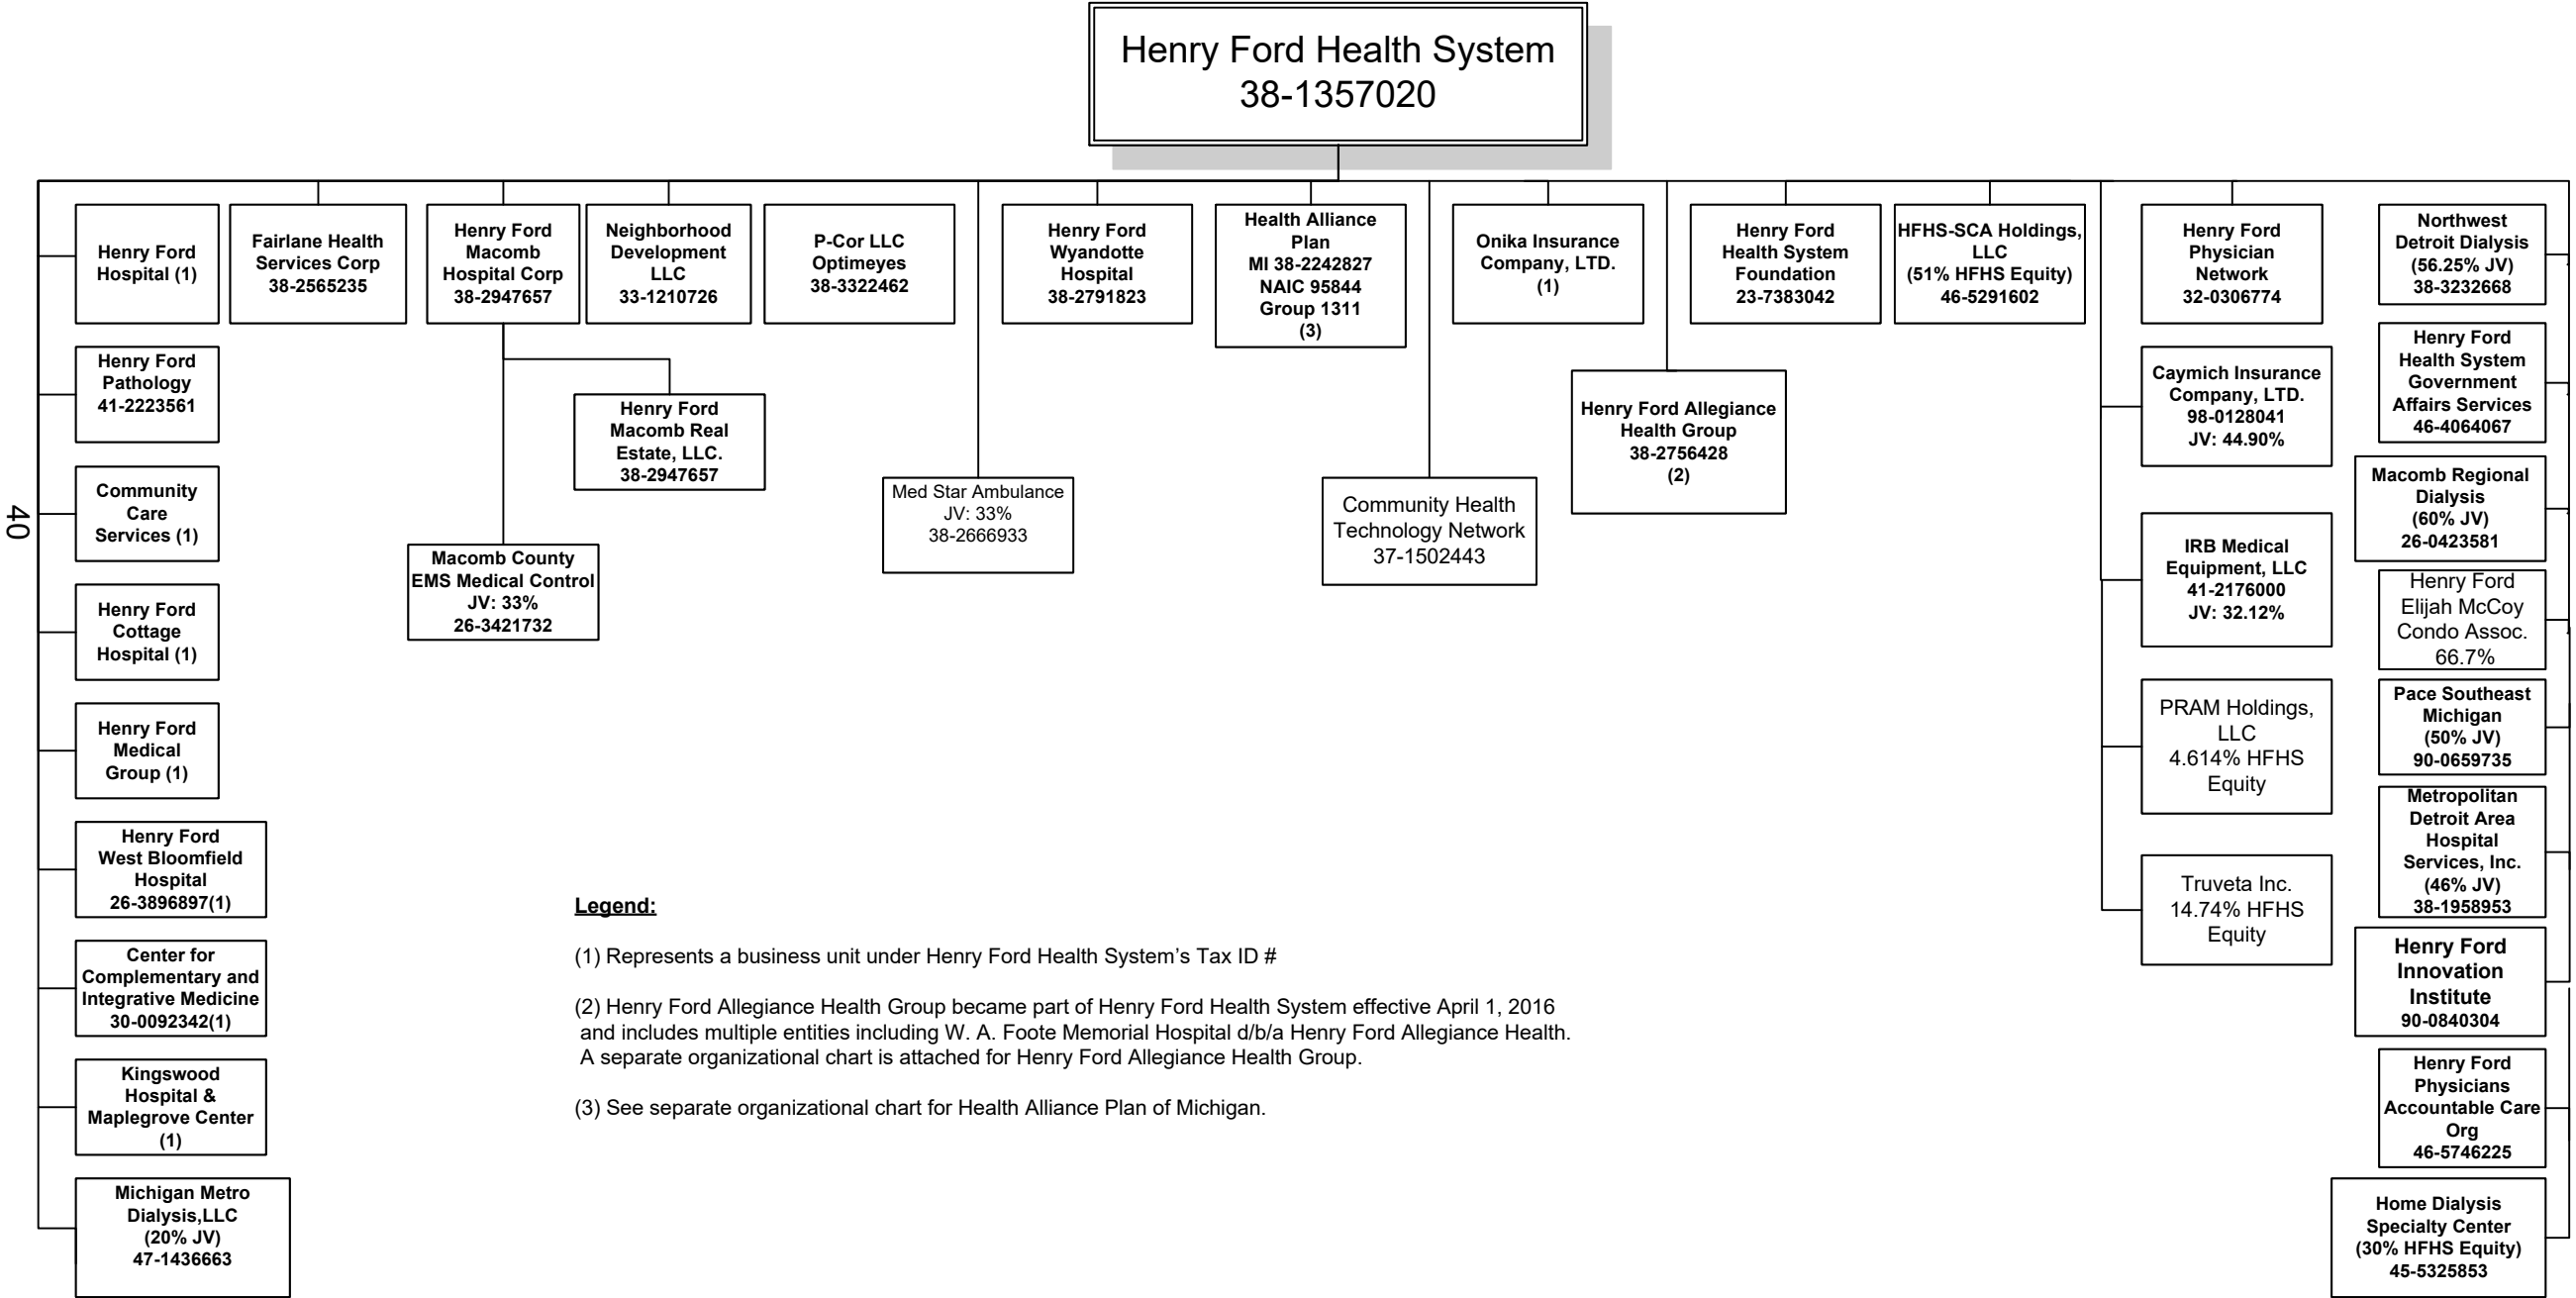 Henry Ford Health System
38-1357020
Henry Ford
Hospital (1)
Fairlane Health
Services Corp
38-2565235
Henry Ford
Macomb
Hospital Corp
38-2947657
Neighborhood
Development
LLC
33-1210726
P-Cor LLC
Optimeyes
38-3322462
Henry Ford
Wyandotte
Hospital
38-2791823
Health Alliance
Plan
MI 38-2242827
NAIC 95844
Group 1311
(3)
Onika Insurance
Company, LTD.
(1)
Henry Ford
Health System
Foundation
23-7383042
HFHS-SCA Holdings,
LLC
(51% HFHS Equity)
46-5291602
Henry Ford
Physician
Network
32-0306774
Northwest
Detroit Dialysis
(56.25% JV)
38-3232668
Henry Ford
Pathology
41-2223561
Community
Care
Services (1)
Henry Ford
Cottage
Hospital (1)
Henry Ford
Medical
Group (1)
Henry Ford
West Bloomfield
Hospital
26-3896897(1)
Center for
Complementary and
Integrative Medicine
30-0092342(1)
Kingswood
Hospital &
Maplegrove Center
(1)
Michigan Metro
Dialysis,LLC
(20% JV)
47-1436663
40
Henry Ford
Macomb Real
Estate, LLC.
38-2947657
Macomb County
EMS Medical Control
JV: 33%
26-3421732
Med Star Ambulance
JV: 33%
38-2666933
Community Health
Technology Network
37-1502443
Henry Ford Allegiance
Health Group
38-2756428
(2)
Caymich Insurance
Company, LTD.
98-0128041
JV: 44.90%
IRB Medical
Equipment, LLC
41-2176000
JV: 32.12%
PRAM Holdings,
LLC
4.614% HFHS
Equity
Truveta Inc.
14.74% HFHS
Equity
Henry Ford
Health System
Government
Affairs Services
46-4064067
Macomb Regional
Dialysis
(60% JV)
26-0423581
Henry Ford
Elijah McCoy
Condo Assoc.
66.7%
Pace Southeast
Michigan
(50% JV)
90-0659735
Metropolitan
Detroit Area
Hospital
Services, Inc.
(46% JV)
38-1958953
Henry Ford
Innovation
Institute
90-0840304
Henry Ford
Physicians
Accountable Care
Org
46-5746225
Home Dialysis
Specialty Center
(30% HFHS Equity)
45-5325853
Legend:
(1) Represents a business unit under Henry Ford Health System’s Tax ID #
(2) Henry Ford Allegiance Health Group became part of Henry Ford Health System effective April 1, 2016
and includes multiple entities including W. A. Foote Memorial Hospital d/b/a Henry Ford Allegiance Health.
A separate organizational chart is attached for Henry Ford Allegiance Health Group.
(3) See separate organizational chart for Health Alliance Plan of Michigan.